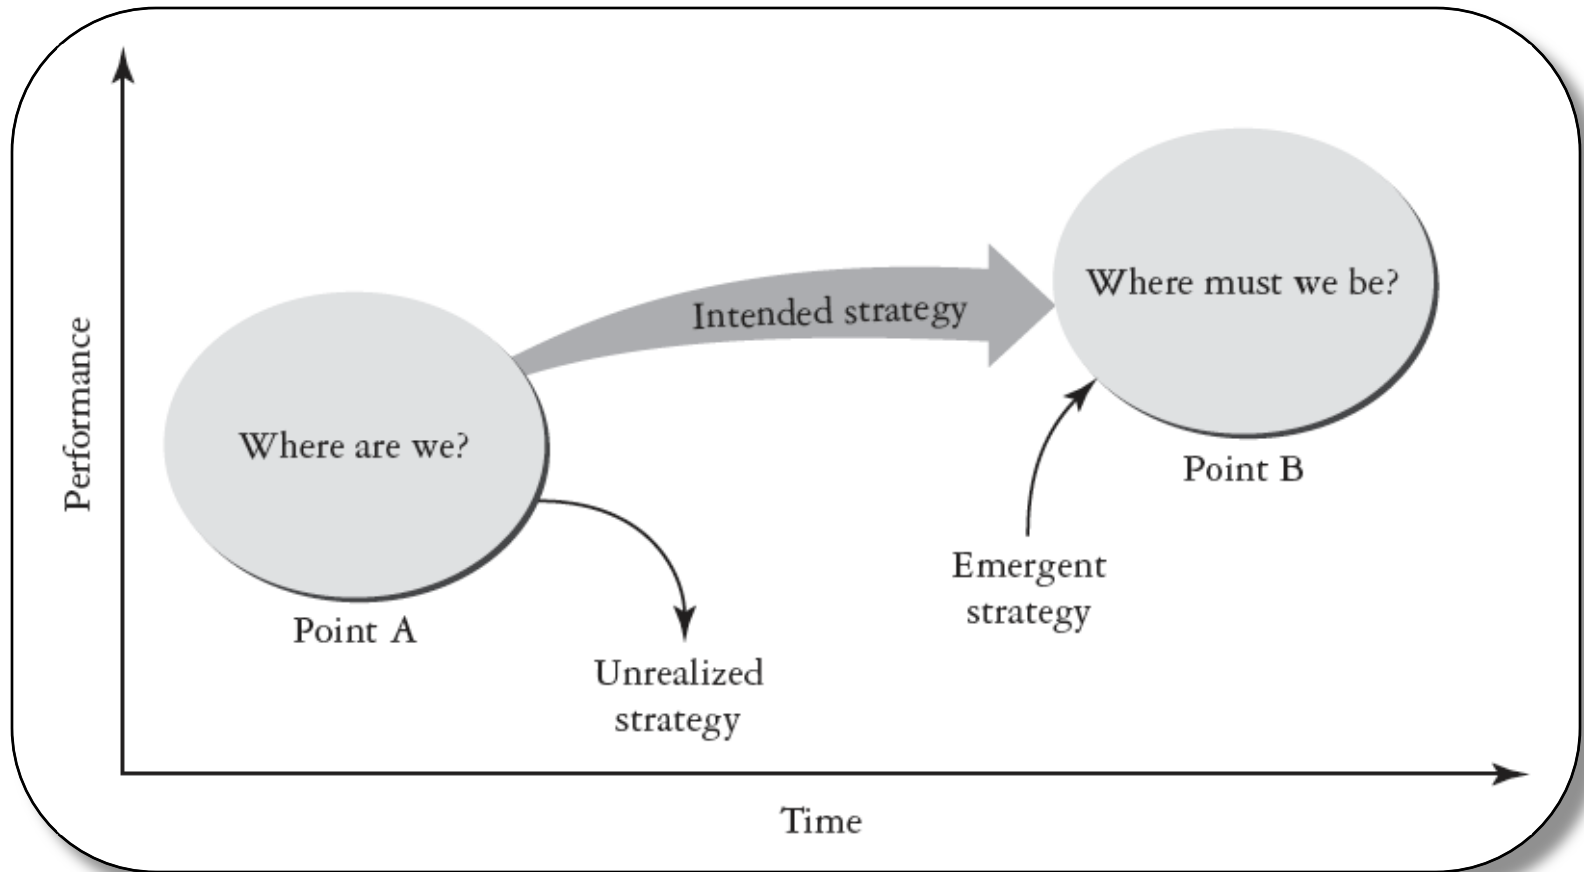 Performance
Where are we?
Point A
Intended strategy
Where must we be?
Point B
Unrealized
strategy
Emergent
strategy
Time